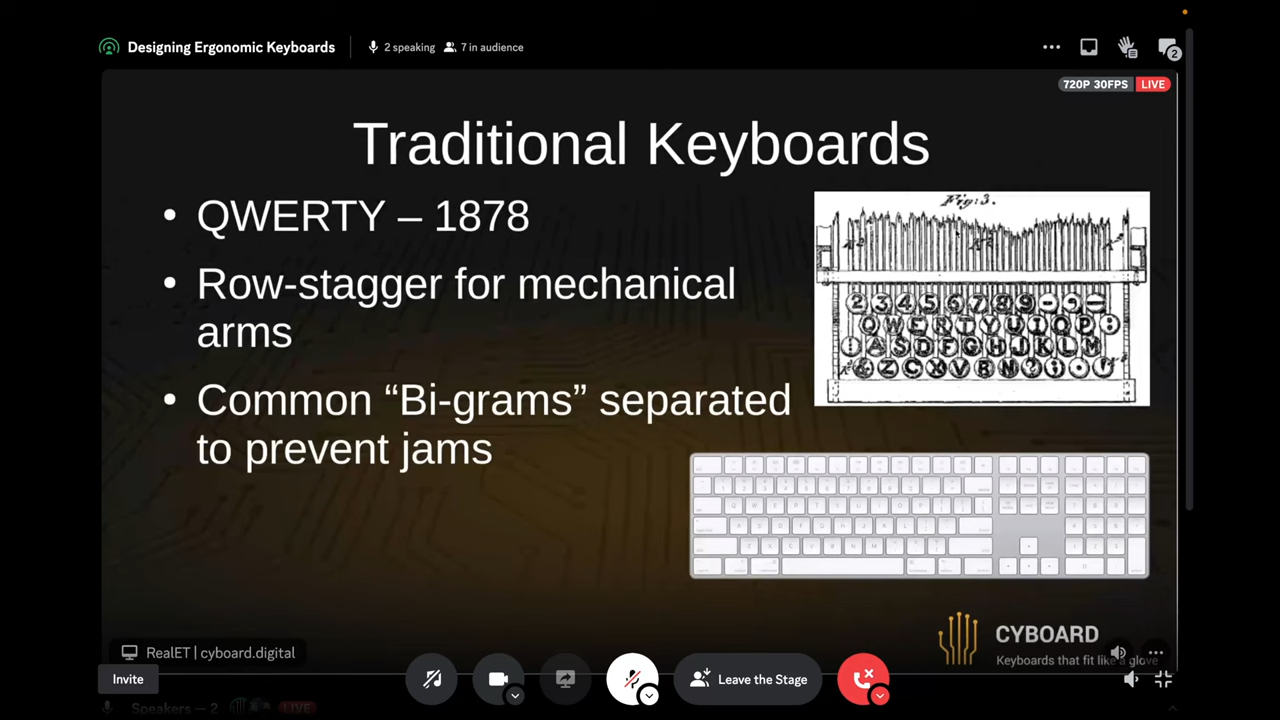 Designing Ergonomic Keyboards
2 speaking
7 in audience
2
720P 30FPS
LIVE
Traditional Keyboards
• QWERTY – 1878
• Row-stagger for mechanical
arms
• Common “Bi-grams” separated
to prevent jams
Fig: 3.
2 3 4 5 6 7 8 9 - , —
Q W E R T Y U I O P :
A S D F G H J K L M
& Z C X V B N ? ; . '
CYBOARD
Keyboards that fit like a glove
RealET | cyboard.digital
Invite
Leave the Stage
Speakers — 2
LIVE